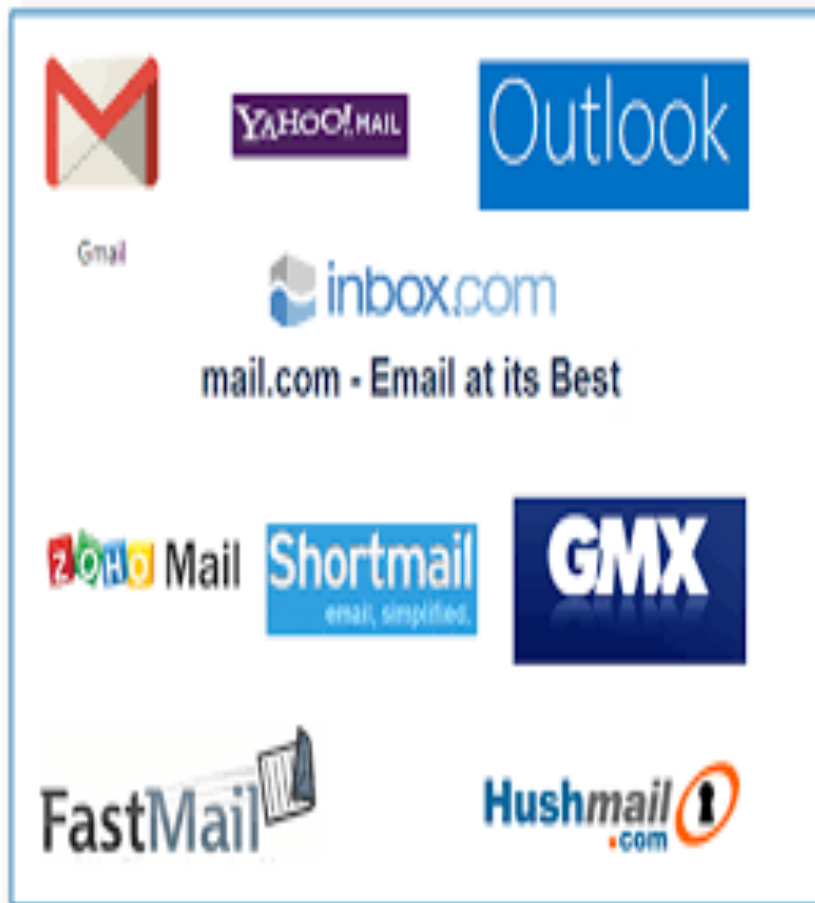 YAHOO! MAIL
Outlook
Gmail
inbox.com
mail.com - Email at its Best
ZOHO Mail
Shortmail
email, simplified.
GMX
FastMail
Hushmail
.com